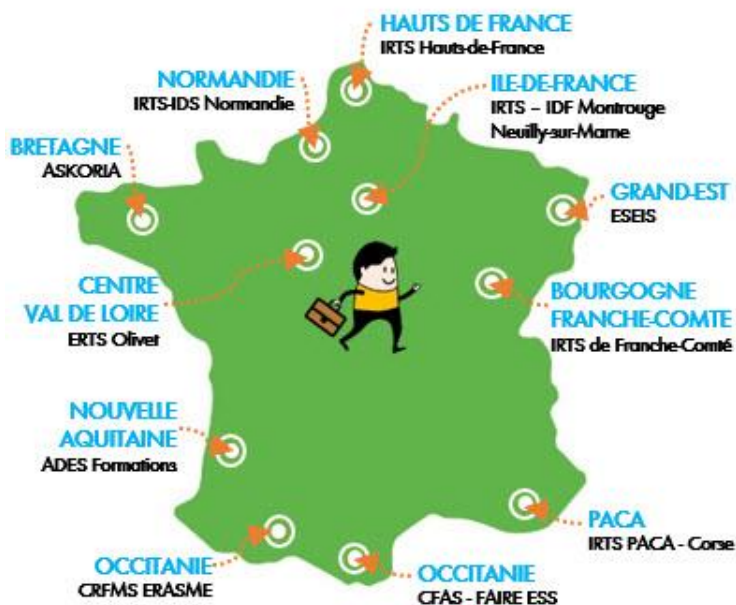 HAUTS DE FRANCE
IRTS Hauts-de-France
NORMANDIE
IRTS-IDS Normandie
ILE-DE-FRANCE
IRTS – IDF Montrouge
Neuilly-sur-Marne
BRETAGNE
ASKORIA
GRAND-EST
ESEIS
CENTRE
VAL DE LOIRE
ERTS Olivet
BOURGOGNE
FRANCHE-COMTE
IRTS de Franche-Comté
NOUVELLE
AQUITAINE
ADES Formations
PACA
IRTS PACA - Corse
OCCITANIE
CRFMS ERASME
OCCITANIE
CFAS - FAIRE ESS